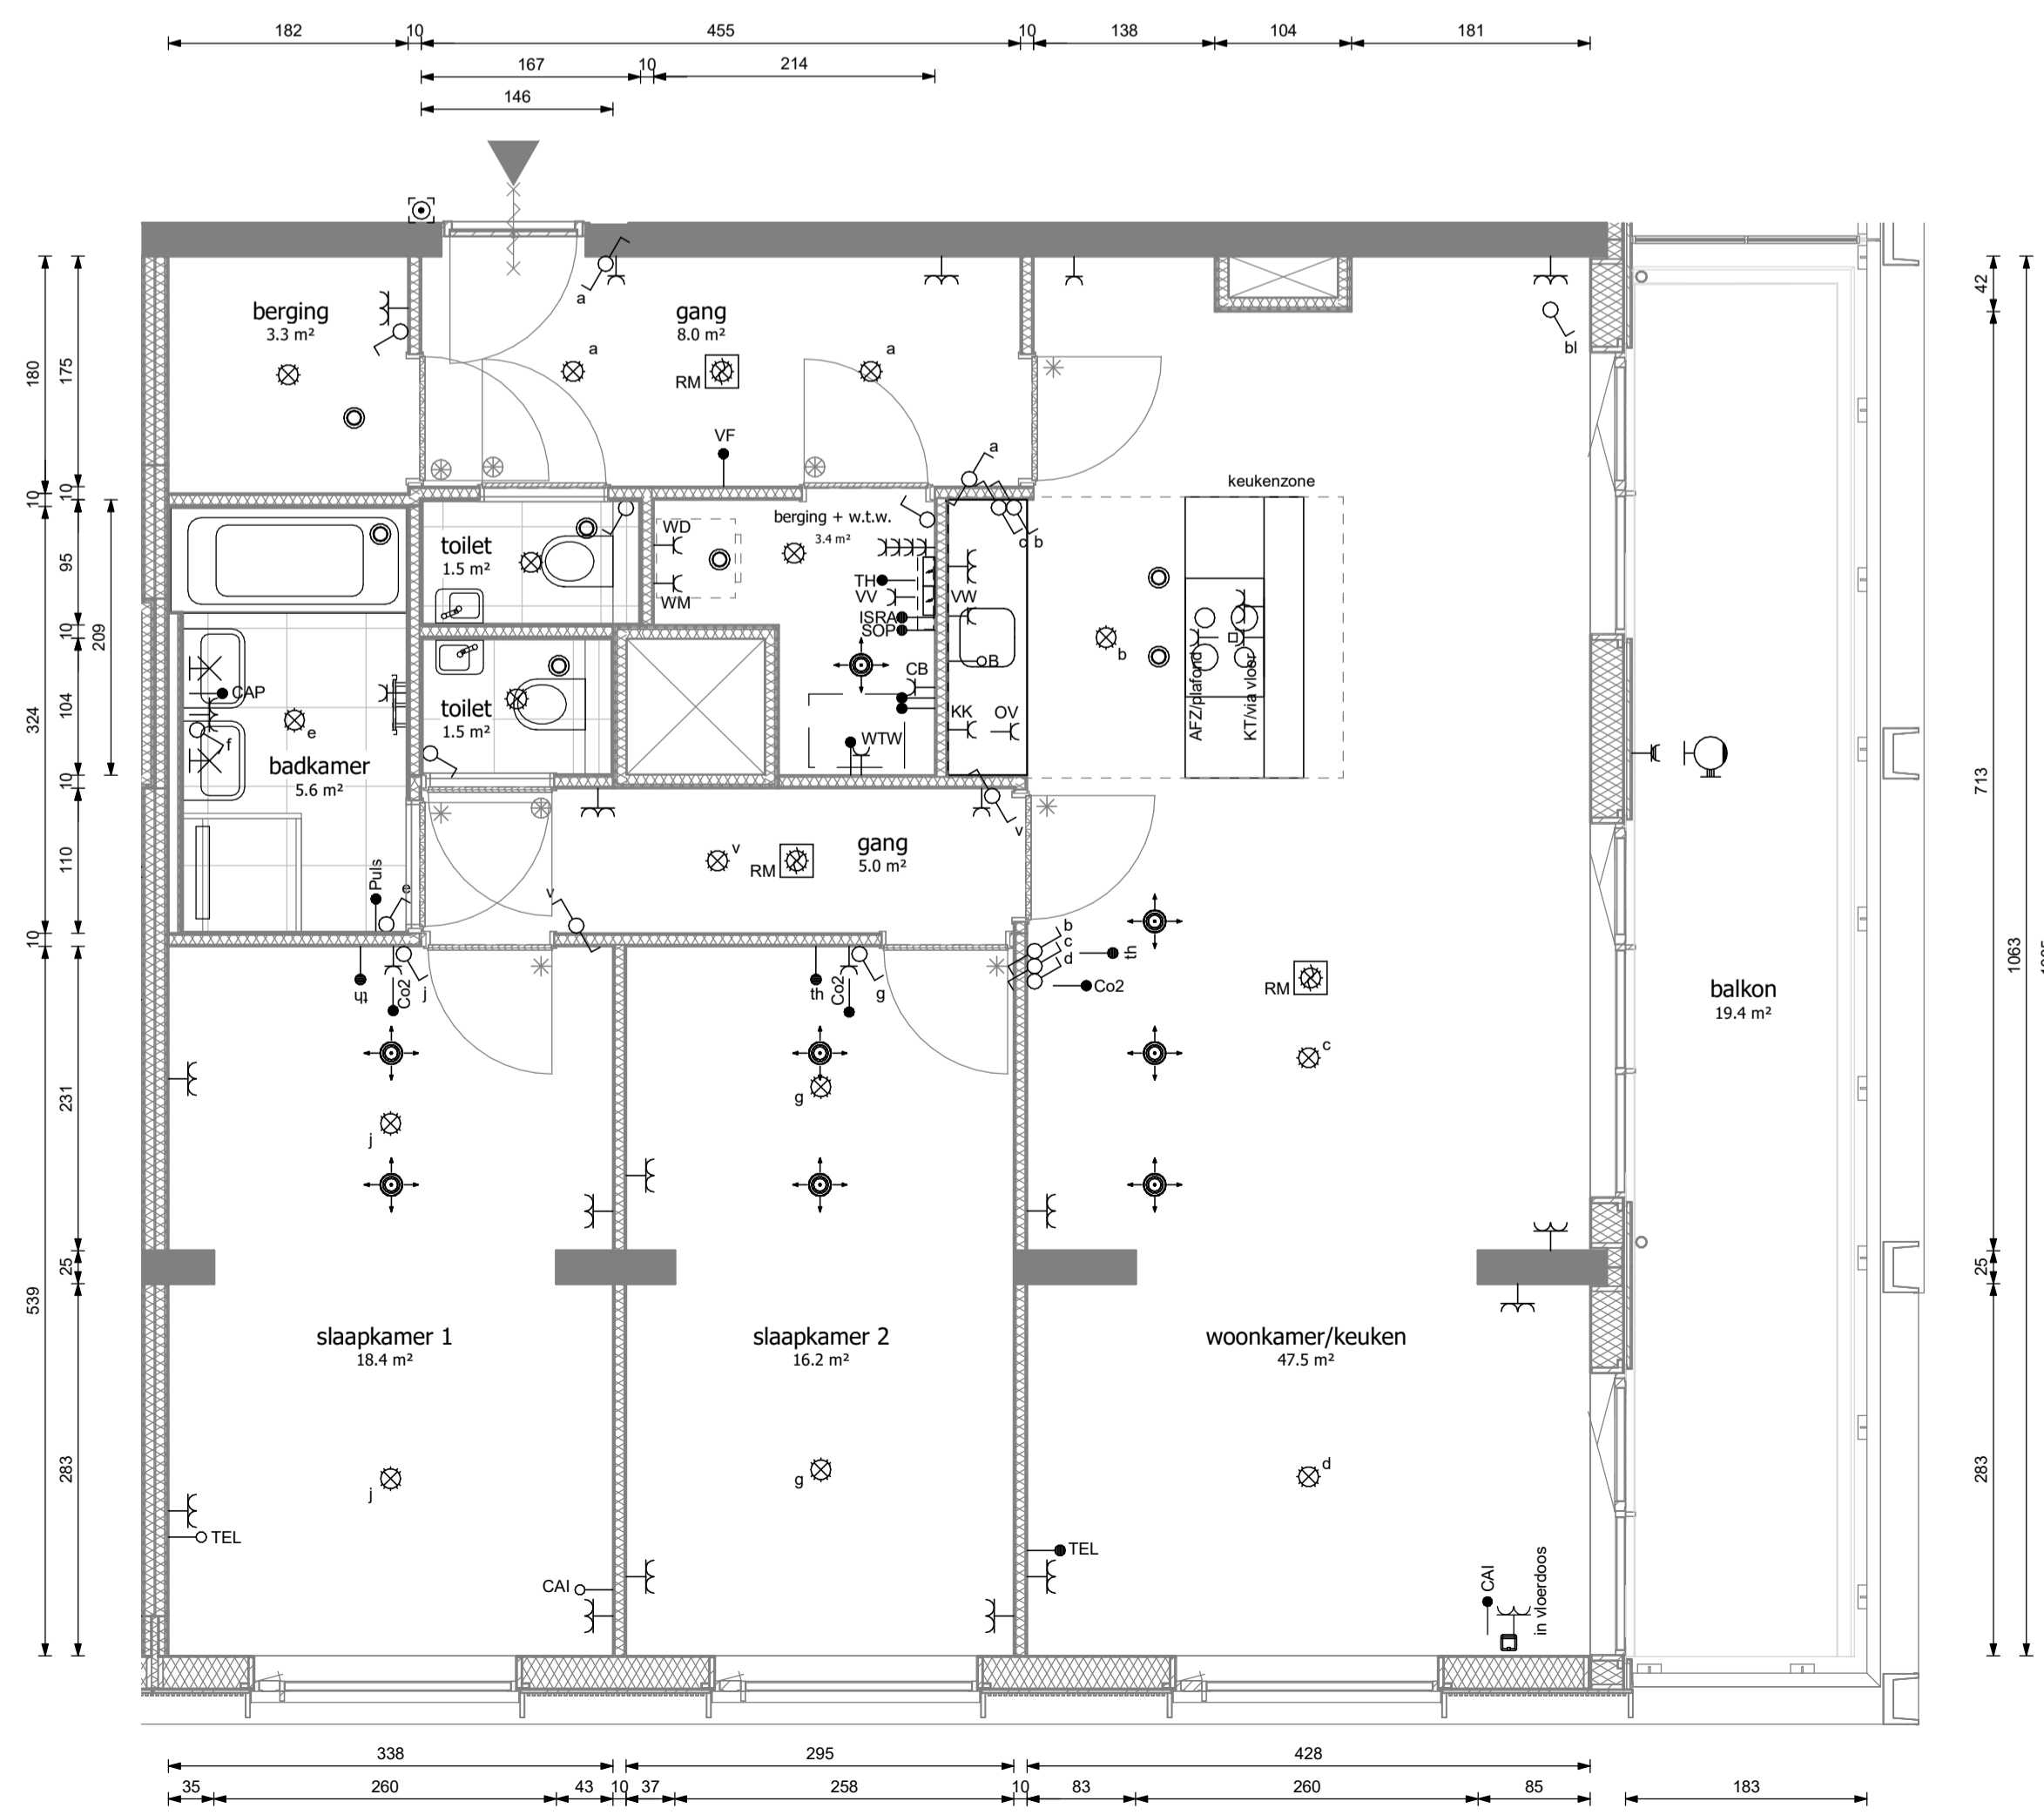 182
10
455
10
138
104
181
167
10
214
146
berging
3.3 m²
gang
8.0 m²
a
a
a
RM
bl
VF
a
keukenzone
42
180
175
10
10
95
10
209
104
324
10
110
10
231
25
539
283
toilet
1.5 m²
WD
WM
berging + w.t.w.
3.4 m²
c
b
TH
VV
ISRA
SOP
VW
B
b
CB
KK
OV
WTW
AFZ/plafond
KT/via vloer
CAP
f
e
badkamer
5.6 m²
toilet
1.5 m²
713
Puls
e
v
v
RM
gang
5.0 m²
v
b
c
d
th
Co2
RM
c
balkon
19.4 m²
1063
th
Co2
j
th
Co2
g
g
j
25
slaapkamer 1
18.4 m²
slaapkamer 2
16.2 m²
woonkamer/keuken
47.5 m²
j
g
d
283
TEL
CAI
TEL
CAI
in vloerdoos
338
295
428
35
260
43
10
37
258
10
83
260
85
183